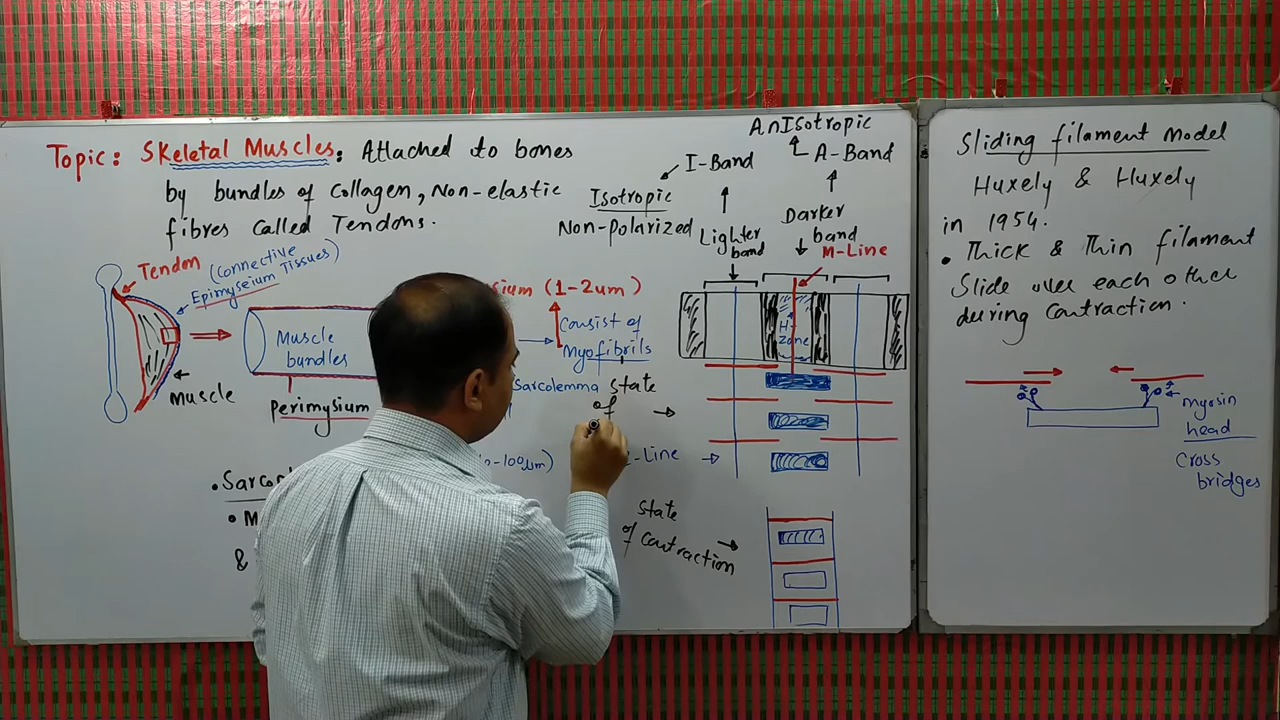 Topic: Skeletal Muscles: Attached to bones
by bundles of Collagen, Non-elastic
fibres Called Tendons.
Tendon
(Connective
Epimyseium Tissues)
Muscle
bundles
Muscle
perimysium
(1-2um)
Consist of
Myofibrils
Sarcolemma
State
of
-100µm)
-Line
State
of Contraction
AnIsotropic
A-Band
I-Band
Isotropic
Non-polarized
Lighter
band
Darker
band
M-Line
H-
Zone
&
Sliding filament Model
Huxely & Huxely
in 1954.
• Thick & Thin filament
Slide over each other
during Contraction.
Myosin
head
Cross
bridges